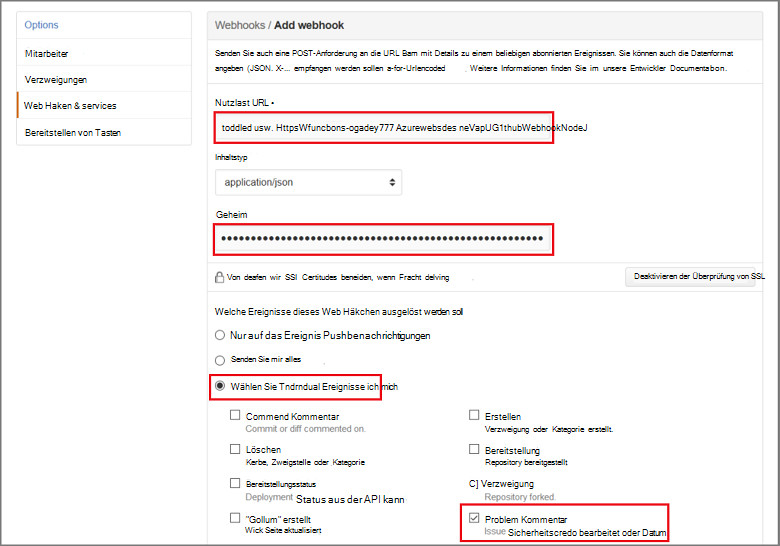 Options
Mitarbeiter
Verzweigungen
Web Haken & services
Bereitstellen von Tasten
Webhooks / Add webhook
Senden Sie auch eine POST-Anforderung an die URL Bam mit Details zu einem beliebigen abonnierten Ereignissen. Sie können auch die Datenformat
angeben (JSON. X-... empfangen werden sollen a-for-Urlencoded . Weitere Informationen finden Sie im unsere Entwickler Documentabon.
Nutzlast URL •
toddled usw. HttpsWfuncbons-ogadey777 Azurewebsdes neVapUG1thubWebhookNodeJ
Inhaltstyp
application/json
Geheim
Von deafen wir SSI Certitudes beneiden, wenn Fracht delving .
Deaktivieren der Überprüfung von SSL
Welche Ereignisse dieses Web Häkchen ausgelöst werden soll
Nur auf das Ereignis Pushbenachrichtigungen
Senden Sie mir alles .
Wählen Sie Tndrndual Ereignisse ich mich
Commend Kommentar
Commit or diff commented on.
Erstellen
Verzweigung oder Kategorie erstellt.
Löschen
Kerbe, Zweigstelle oder Kategorie
Bereitstellung
Repository bereitgestellt
Bereitstellungsstatus
Deployment Status aus der API kann
C] Verzweigung
Repository forked.
"Gollum" erstellt
Wick Seite aktualisiert
Problem Kommentar
Issue Sicherheitscredo bearbeitet oder Datum